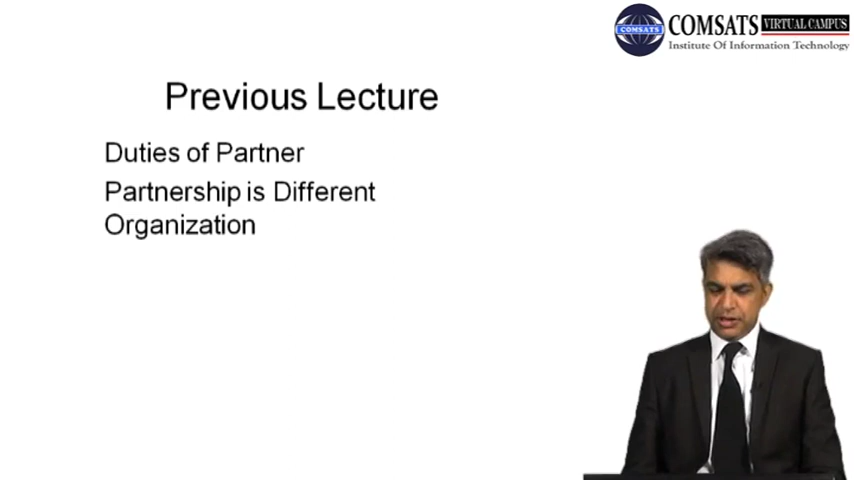 COMSATS
COMSATS VIRTUAL CAMPUS
Institute Of Information Technology
Previous Lecture
Duties of Partner
Partnership is Different
Organization